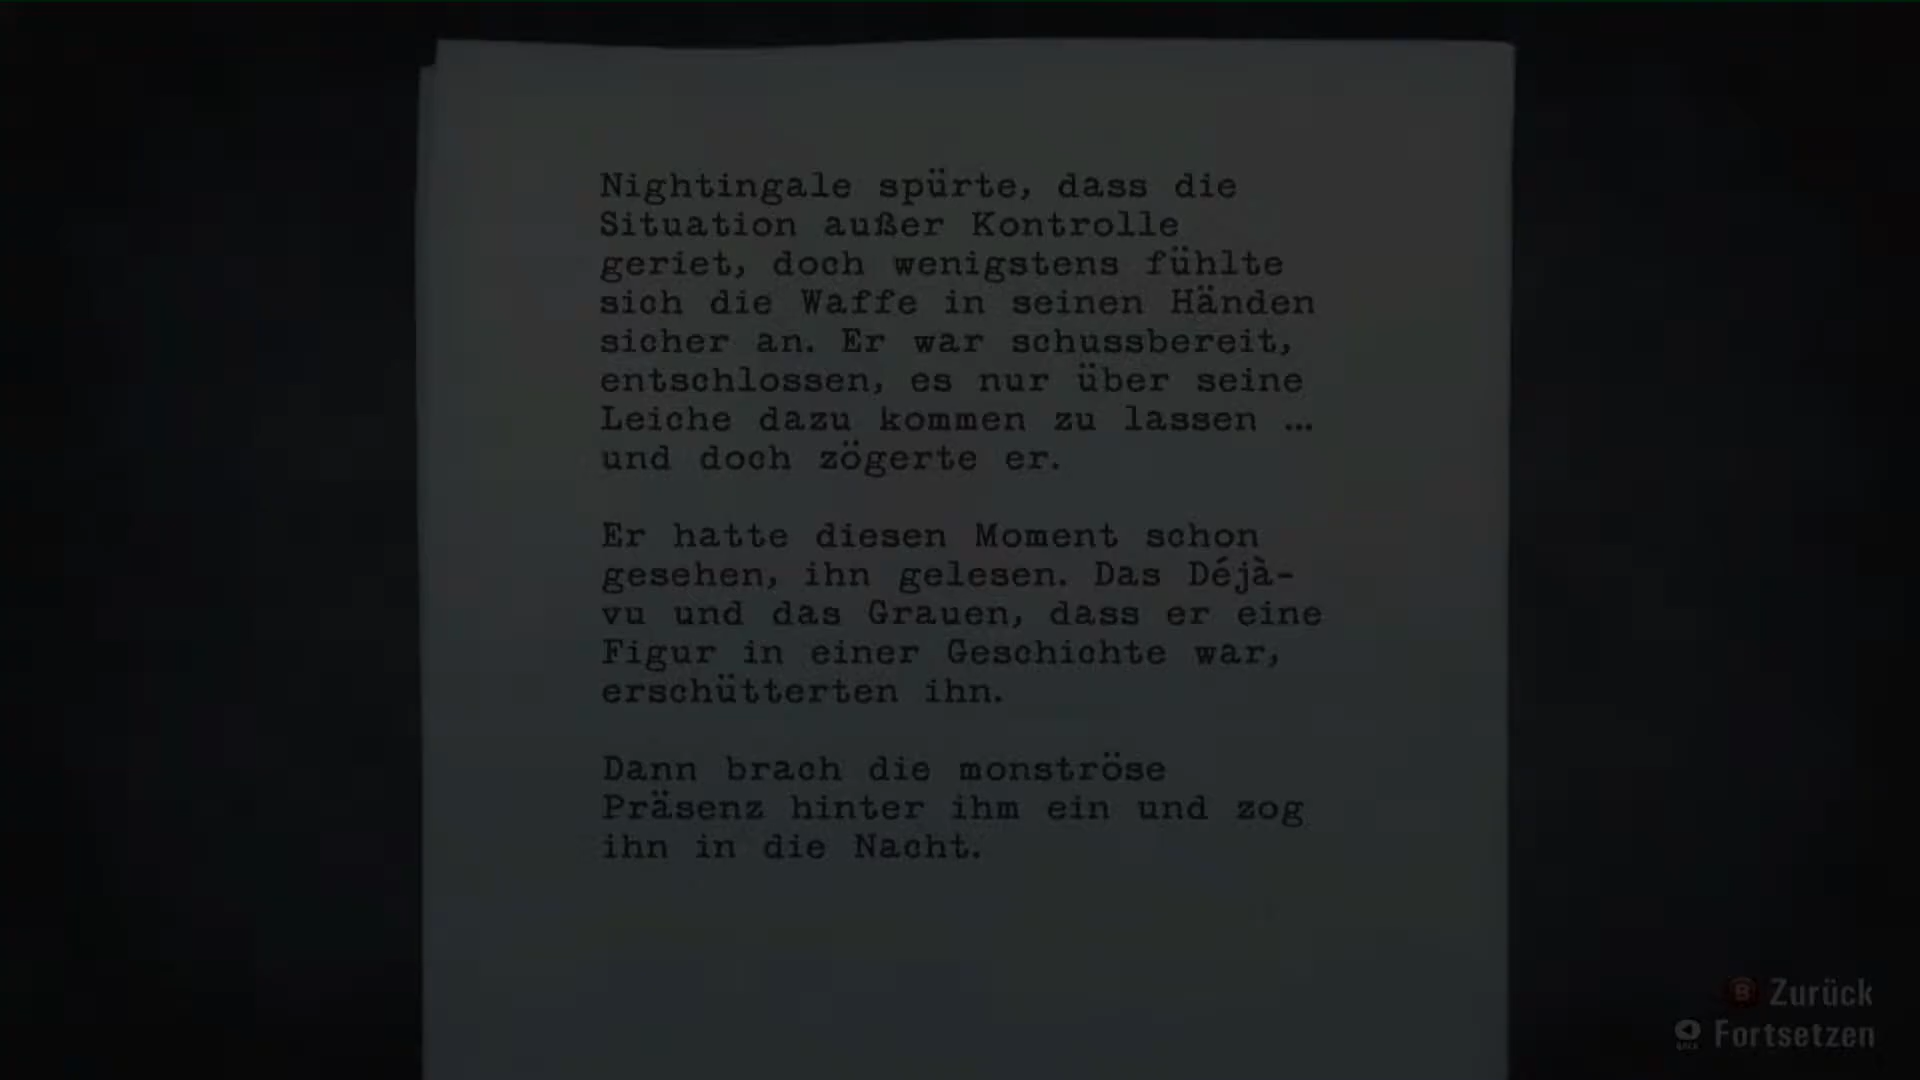 Nightingale spürte, dass die
Situation außer Kontrolle
geriet, doch wenigstens fühlte
sich die Waffe in seinen Händen
sicher an. Er war schussbereit,
entschlossen, es nur über seine
Leiche dazu kommen zu lassen …
und doch zögerte er.
Er hatte diesen Moment schon
gesehen, ihn gelesen. Das Déjà-
vu und das Grauen, dass er eine
Figur in einer Geschichte war,
erschütterten ihn.
Dann brach die monströse
Präsenz hinter ihm ein und zog
ihn in die Nacht.
B Zurück
BACK Fortsetzen